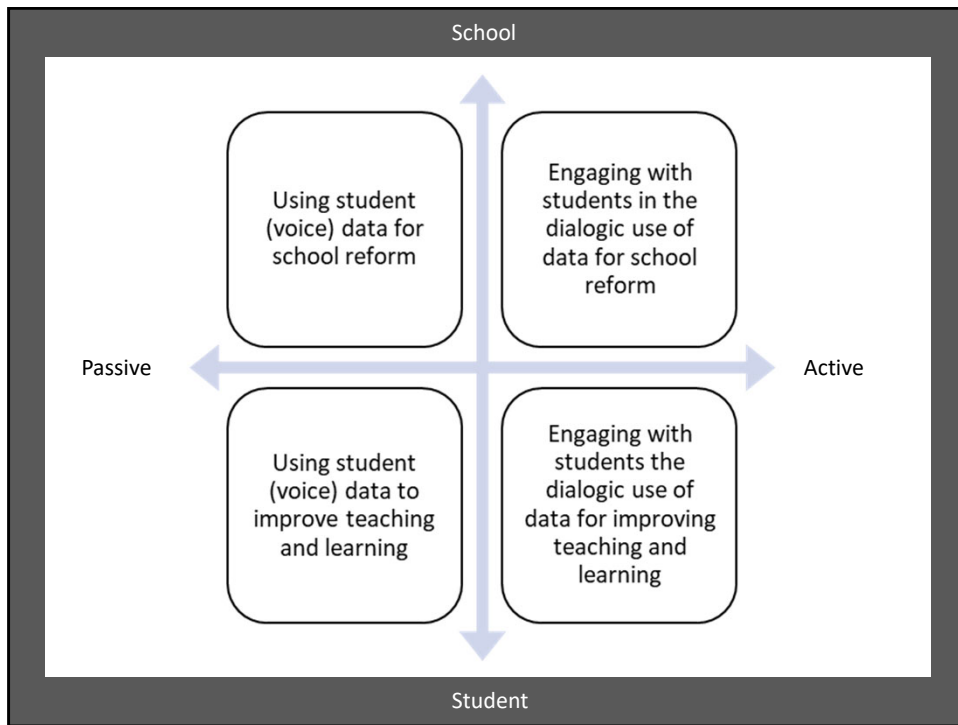 School
Using student
(voice) data for
school reform
Engaging with
students in the
dialogic use of
data for school
reform
Passive
Active
Using student
(voice) data to
improve teaching
and learning
Engaging with
students the
dialogic use of
data for improving
teaching and
learning
Student